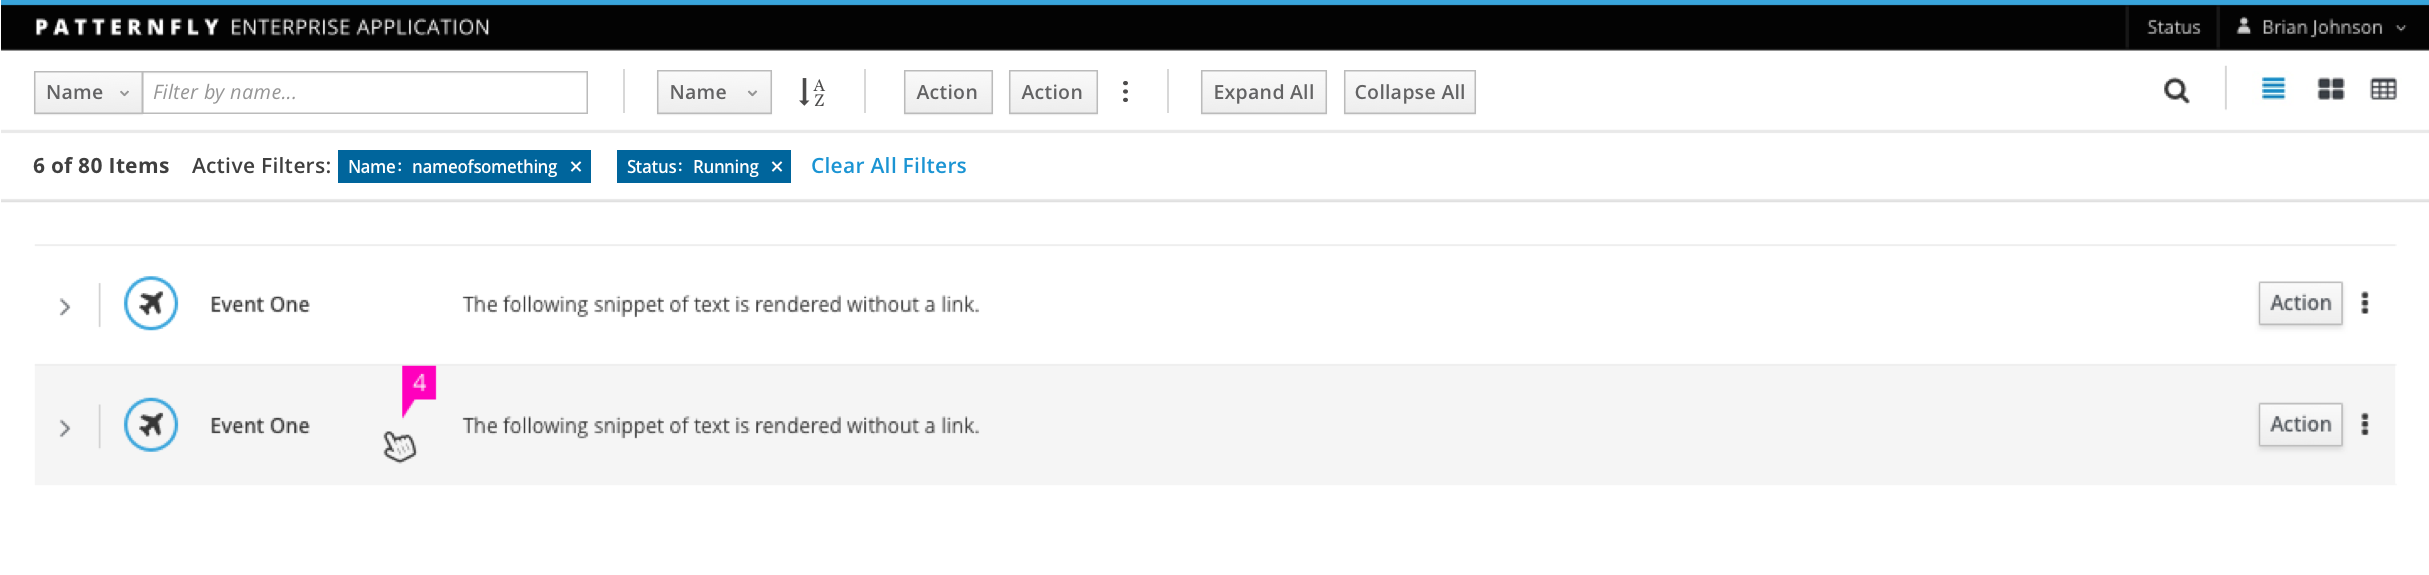 PATTERNFLY ENTERPRISE APPLICATION Status Brian Johnson
Name Filter by name... Name A Z Action Action Expand All Collapse All
6 of 80 Items Active Filters: Name: nameofsomething × Status: Running × Clear All Filters
Event One The following snippet of text is rendered without a link. Action
4
Event One The following snippet of text is rendered without a link. Action